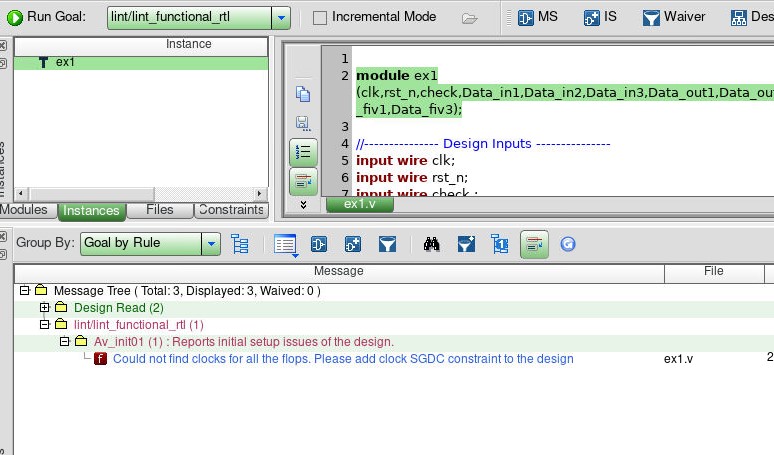 Run Goal: lint/lint_functional_rtl Incremental Mode MS IS Waiver Des
Instance
ex1
1
2 module ex1
(clk,rst_n,check,Data_in1,Data_in2,Data_in3,Data_out1,Data_ou
_fiv1,Data_fiv3);
3
4 //--------------- Design Inputs ---------------
5 input wire clk;
6 input wire rst_n;
7 input wire check ;
Modules Instances Files Constraints
ex1.v
Group By: Goal by Rule
Message File
Message Tree ( Total: 3, Displayed: 3, Waived: 0 )
Design Read (2)
lint/lint_functional_rtl (1)
Av_init01 (1) : Reports initial setup issues of the design.
Could not find clocks for all the flops. Please add clock SGDC constraint to the design ex1.v 2